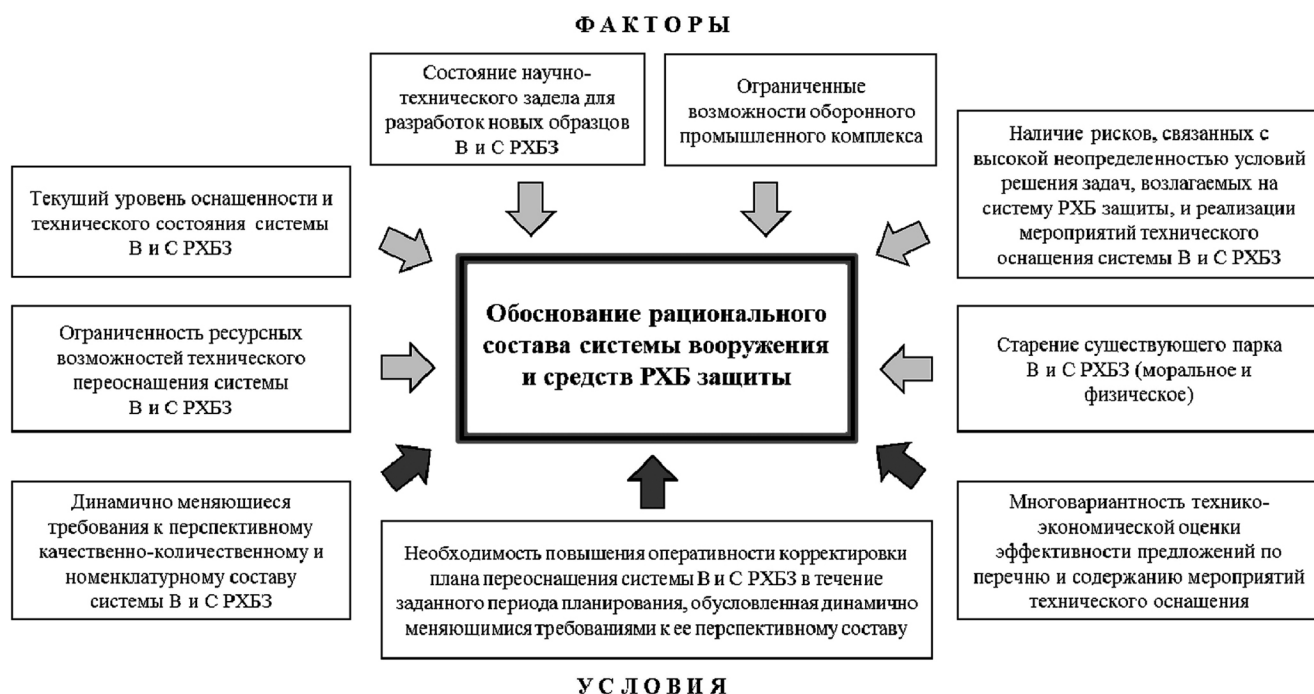 ФАКТОРЫ
Состояние научно-
технического задела для
разработок новых образцов
В и С РХБЗ
Ограниченные
возможности оборонного
промышленного комплекса
Наличие рисков, связанных с
высокой неопределенностью условий
решения задач, возлагаемых на
систему РХБ защиты, и реализации
мероприятий технического
оснащения системы В и С РХБЗ
Текущий уровень оснащенности и
технического состояния системы
В и С РХБЗ
Обоснование рационального
состава системы вооружения
и средств РХБ защиты
Ограниченность ресурсных
возможностей технического
переоснащения системы
В и С РХБЗ
Старение существующего парка
В и С РХБЗ (моральное и
физическое)
Динамично меняющиеся
требования к перспективному
качественно-количественному и
номенклатурному составу
системы В и С РХБЗ
Необходимость повышения оперативности корректировки
плана переоснащения системы В и С РХБЗ в течение
заданного периода планирования, обусловленная динамично
меняющимися требованиями к ее перспективному составу
Многовариантность технико-
экономической оценки
эффективности предложений по
перечню и содержанию мероприятий
технического оснащения
УСЛОВИЯ